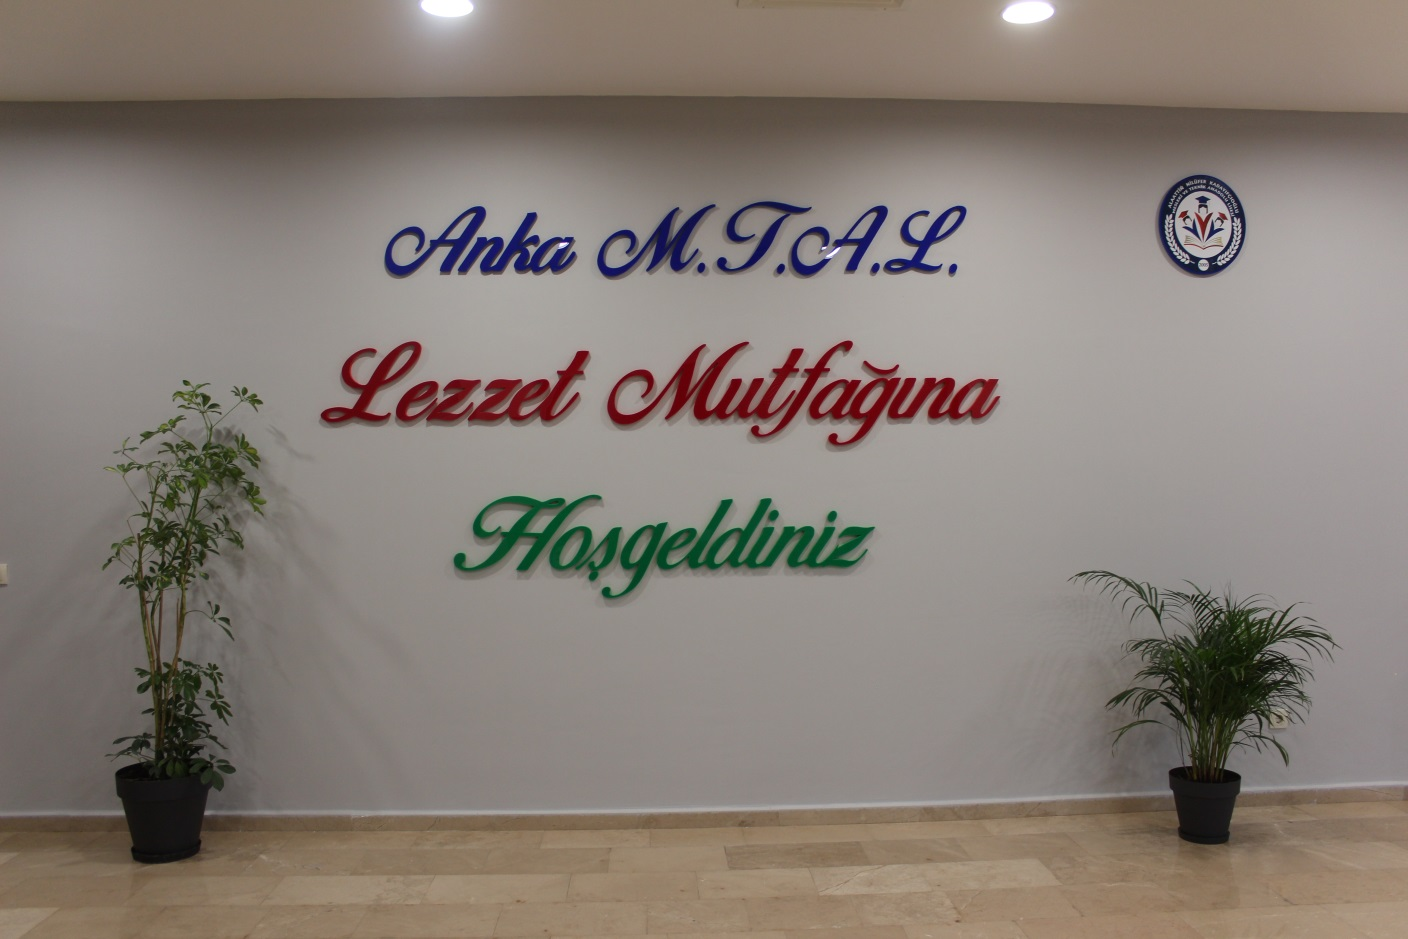 Anka M.T.A.L.
Lezzet Mutfağına
Hoşgeldiniz